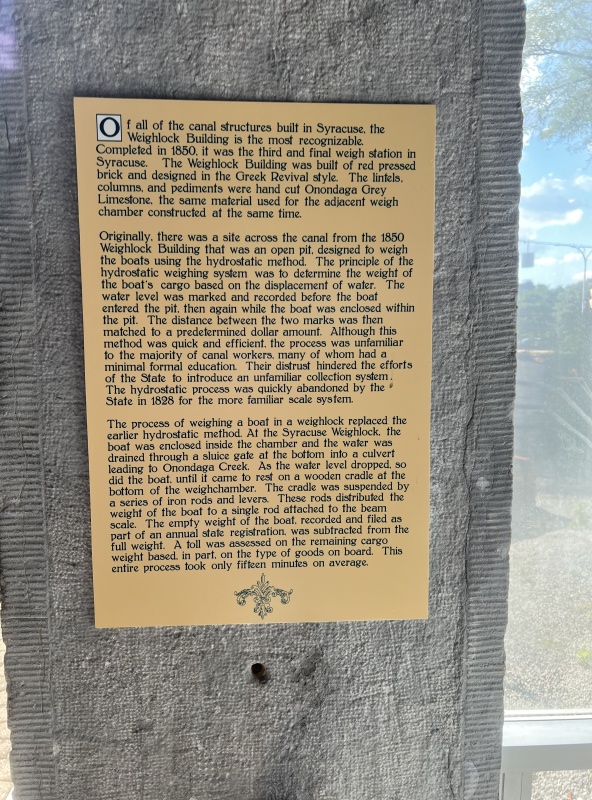 Of all of the canal structures built in Syracuse, the
Weighlock Building is the most recognizable.
Completed in 1850, it was the third and final weigh station in
Syracuse. The Weighlock Building was built of red pressed
brick and designed in the Greek Revival style. The lintels,
columns, and pediments were hand cut Onondaga Grey
Limestone, the same material used for the adjacent weigh
chamber constructed at the same time.
Originally, there was a site across the canal from the 1850
Weighlock Building that was an open pit, designed to weigh
the boats using the hydrostatic method. The principle of the
hydrostatic weighing system was to determine the weight of
the boat's cargo based on the displacement of water. The
water level was marked and recorded before the boat
entered the pit, then again while the boat was enclosed within
the pit. The distance between the two marks was then
matched to a predetermined dollar amount. Although this
method was quick and efficient, the process was unfamiliar
to the majority of canal workers, many of whom had a
minimal formal education. Their distrust hindered the efforts
of the State to introduce an unfamiliar collection system.
The hydrostatic process was quickly abandoned by the
State in 1828 for the more familiar scale system.
The process of weighing a boat in a weighlock replaced the
earlier hydrostatic method. At the Syracuse Weighlock, the
boat was enclosed inside the chamber and the water was
drained through a sluice gate at the bottom into a culvert
leading to Onondaga Creek. As the water level dropped, so
did the boat, until it came to rest on a wooden cradle at the
bottom of the weighchamber. The cradle was suspended by
a series of iron rods and levers. These rods distributed the
weight of the boat to a single rod attached to the beam
scale. The empty weight of the boat, recorded and filed as
part of an annual state registration, was subtracted from the
full weight. A toll was assessed on the remaining cargo
weight based, in part, on the type of goods on board. This
entire process took only fifteen minutes on average.